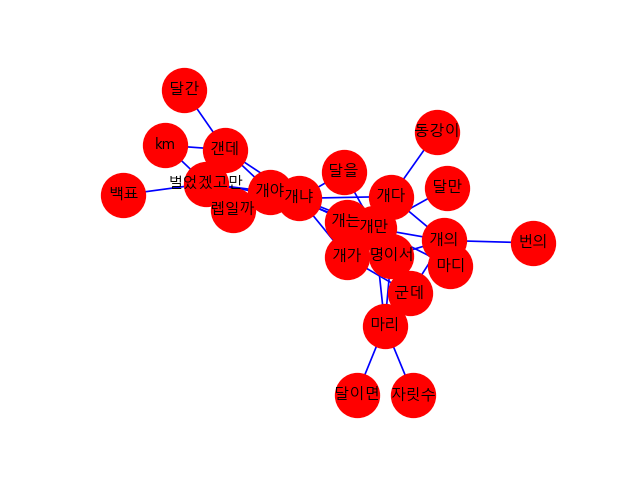 달간
동강이
km
갠데
달을
벌었겠고만
개야
달만
백표
렙일까
개냐
개다
개는
개만
개의
번의
개가
명이서
마디
군데
마리
달이면
자릿수